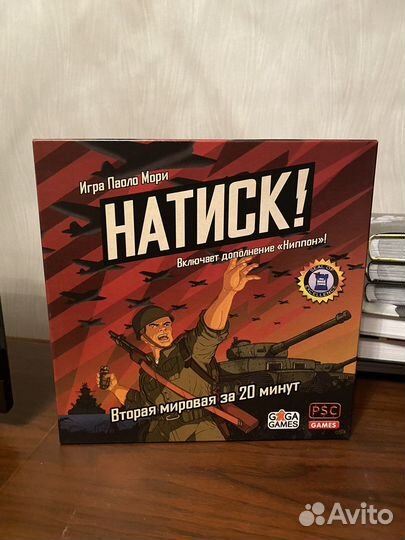 Игра Паоло Мори
НАТИСК!
Включает дополнение «Ниппон»!
Вторая мировая за 20 минут
GAGA
GAMES
PSC
GAMES
Avito